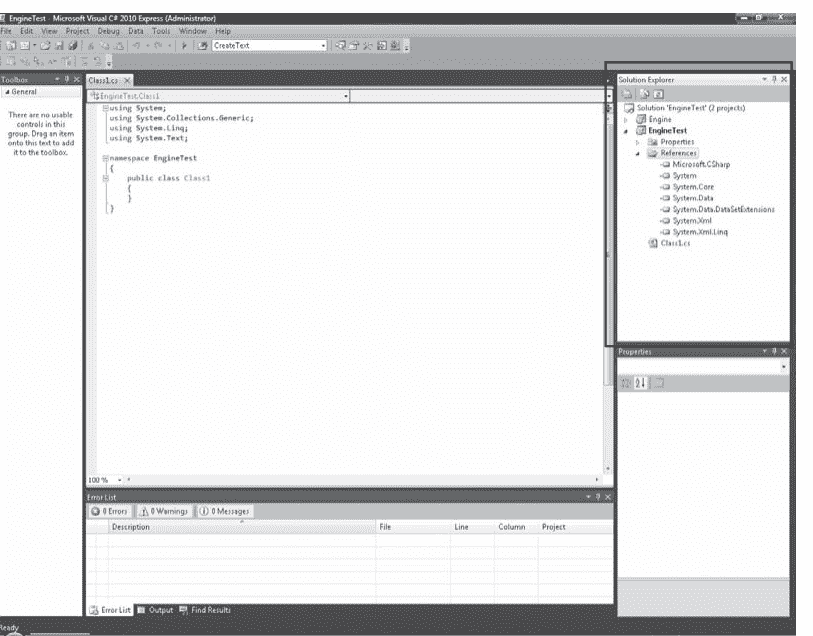 EngineTest - Microsoft Visual C# 2010 Express (Administrator)
File Edit View Project Debug Data Tools Window Help
CreateText
Toolbox
General
There are no usable
controls in this
group. Drag an item
onto this text to add
it to the toolbox.
Class1.cs
EngineTest.Class1
using System;
using System.Collections.Generic;
using System.Linq;
using System.Text;
namespace EngineTest
{
public class Class1
{
}
}
100 %
Error List
0 Errors 0 Warnings 0 Messages
Description File Line Column Project
Error List Output Find Results
Solution Explorer
Solution 'EngineTest' (2 projects)
Engine
EngineTest
Properties
References
Microsoft.CSharp
System
System.Core
System.Data
System.Data.DataSetExtensions
System.Xml
System.Xml.Linq
Class1.cs
Properties
Ready